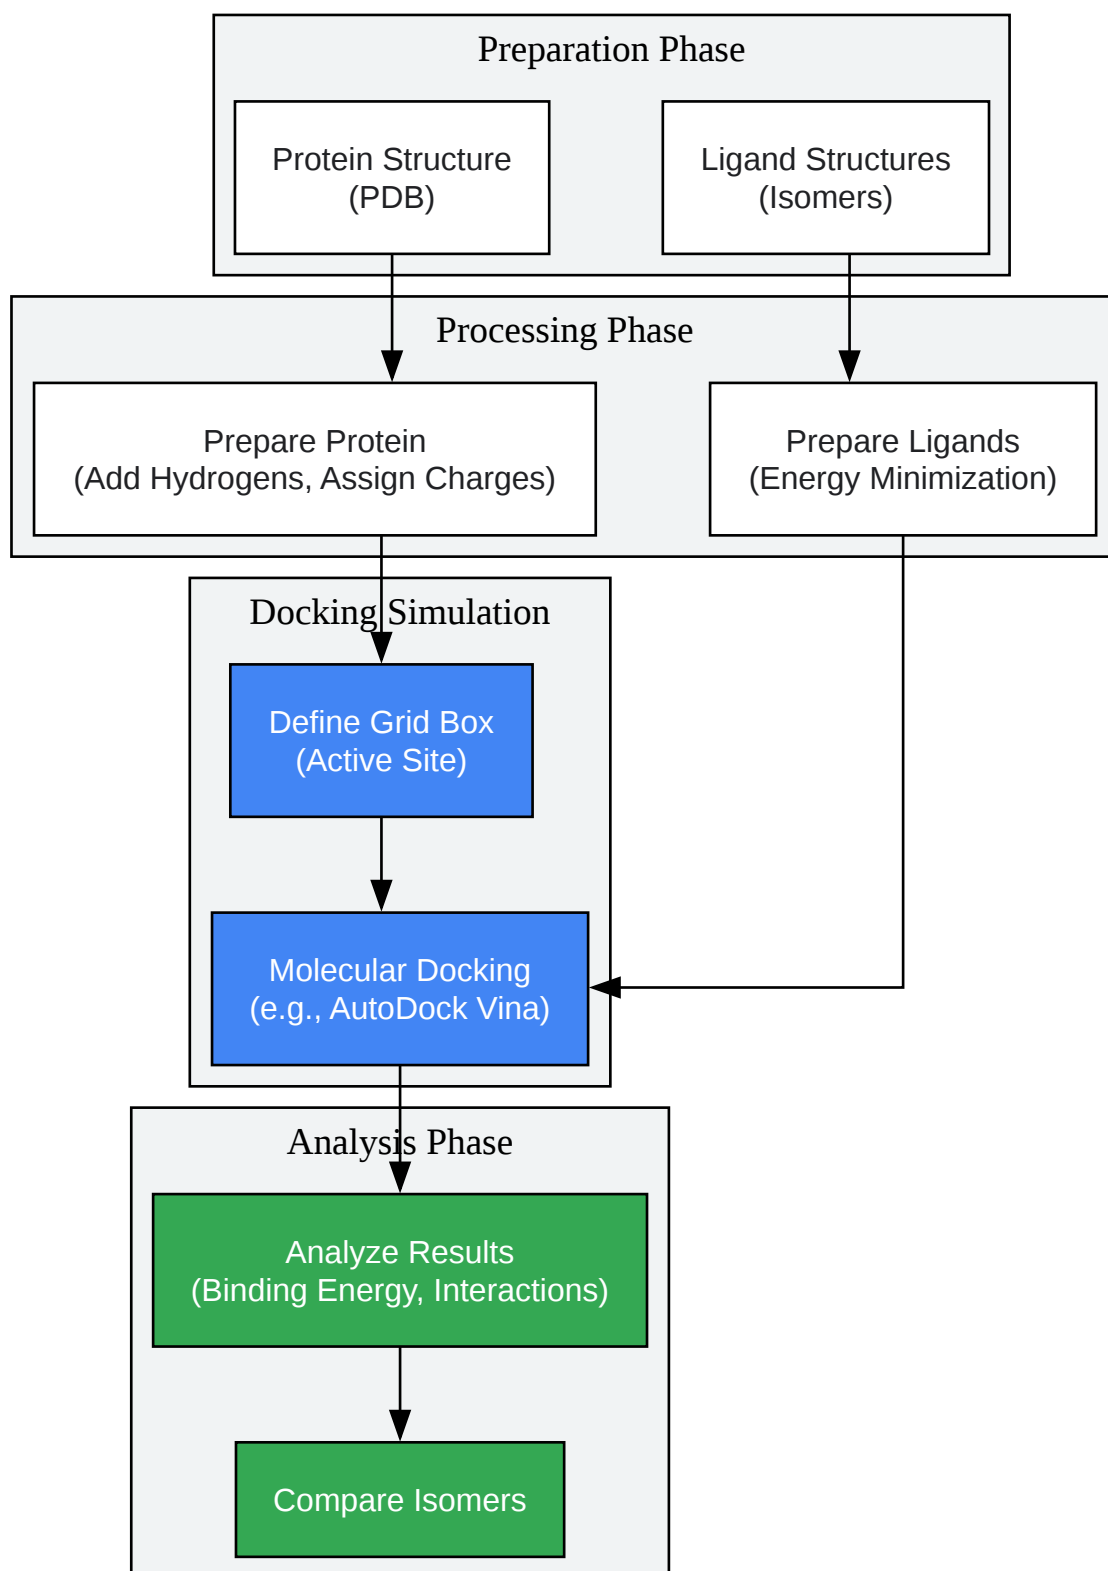 Preparation Phase
Protein Structure
(PDB)
Ligand Structures
(Isomers)
Processing Phase
Prepare Protein
(Add Hydrogens, Assign Charges)
Prepare Ligands
(Energy Minimization)
Docking Simulation
Define Grid Box
(Active Site)
Molecular Docking
(e.g., AutoDock Vina)
Analysis Phase
Analyze Results
(Binding Energy, Interactions)
Compare Isomers